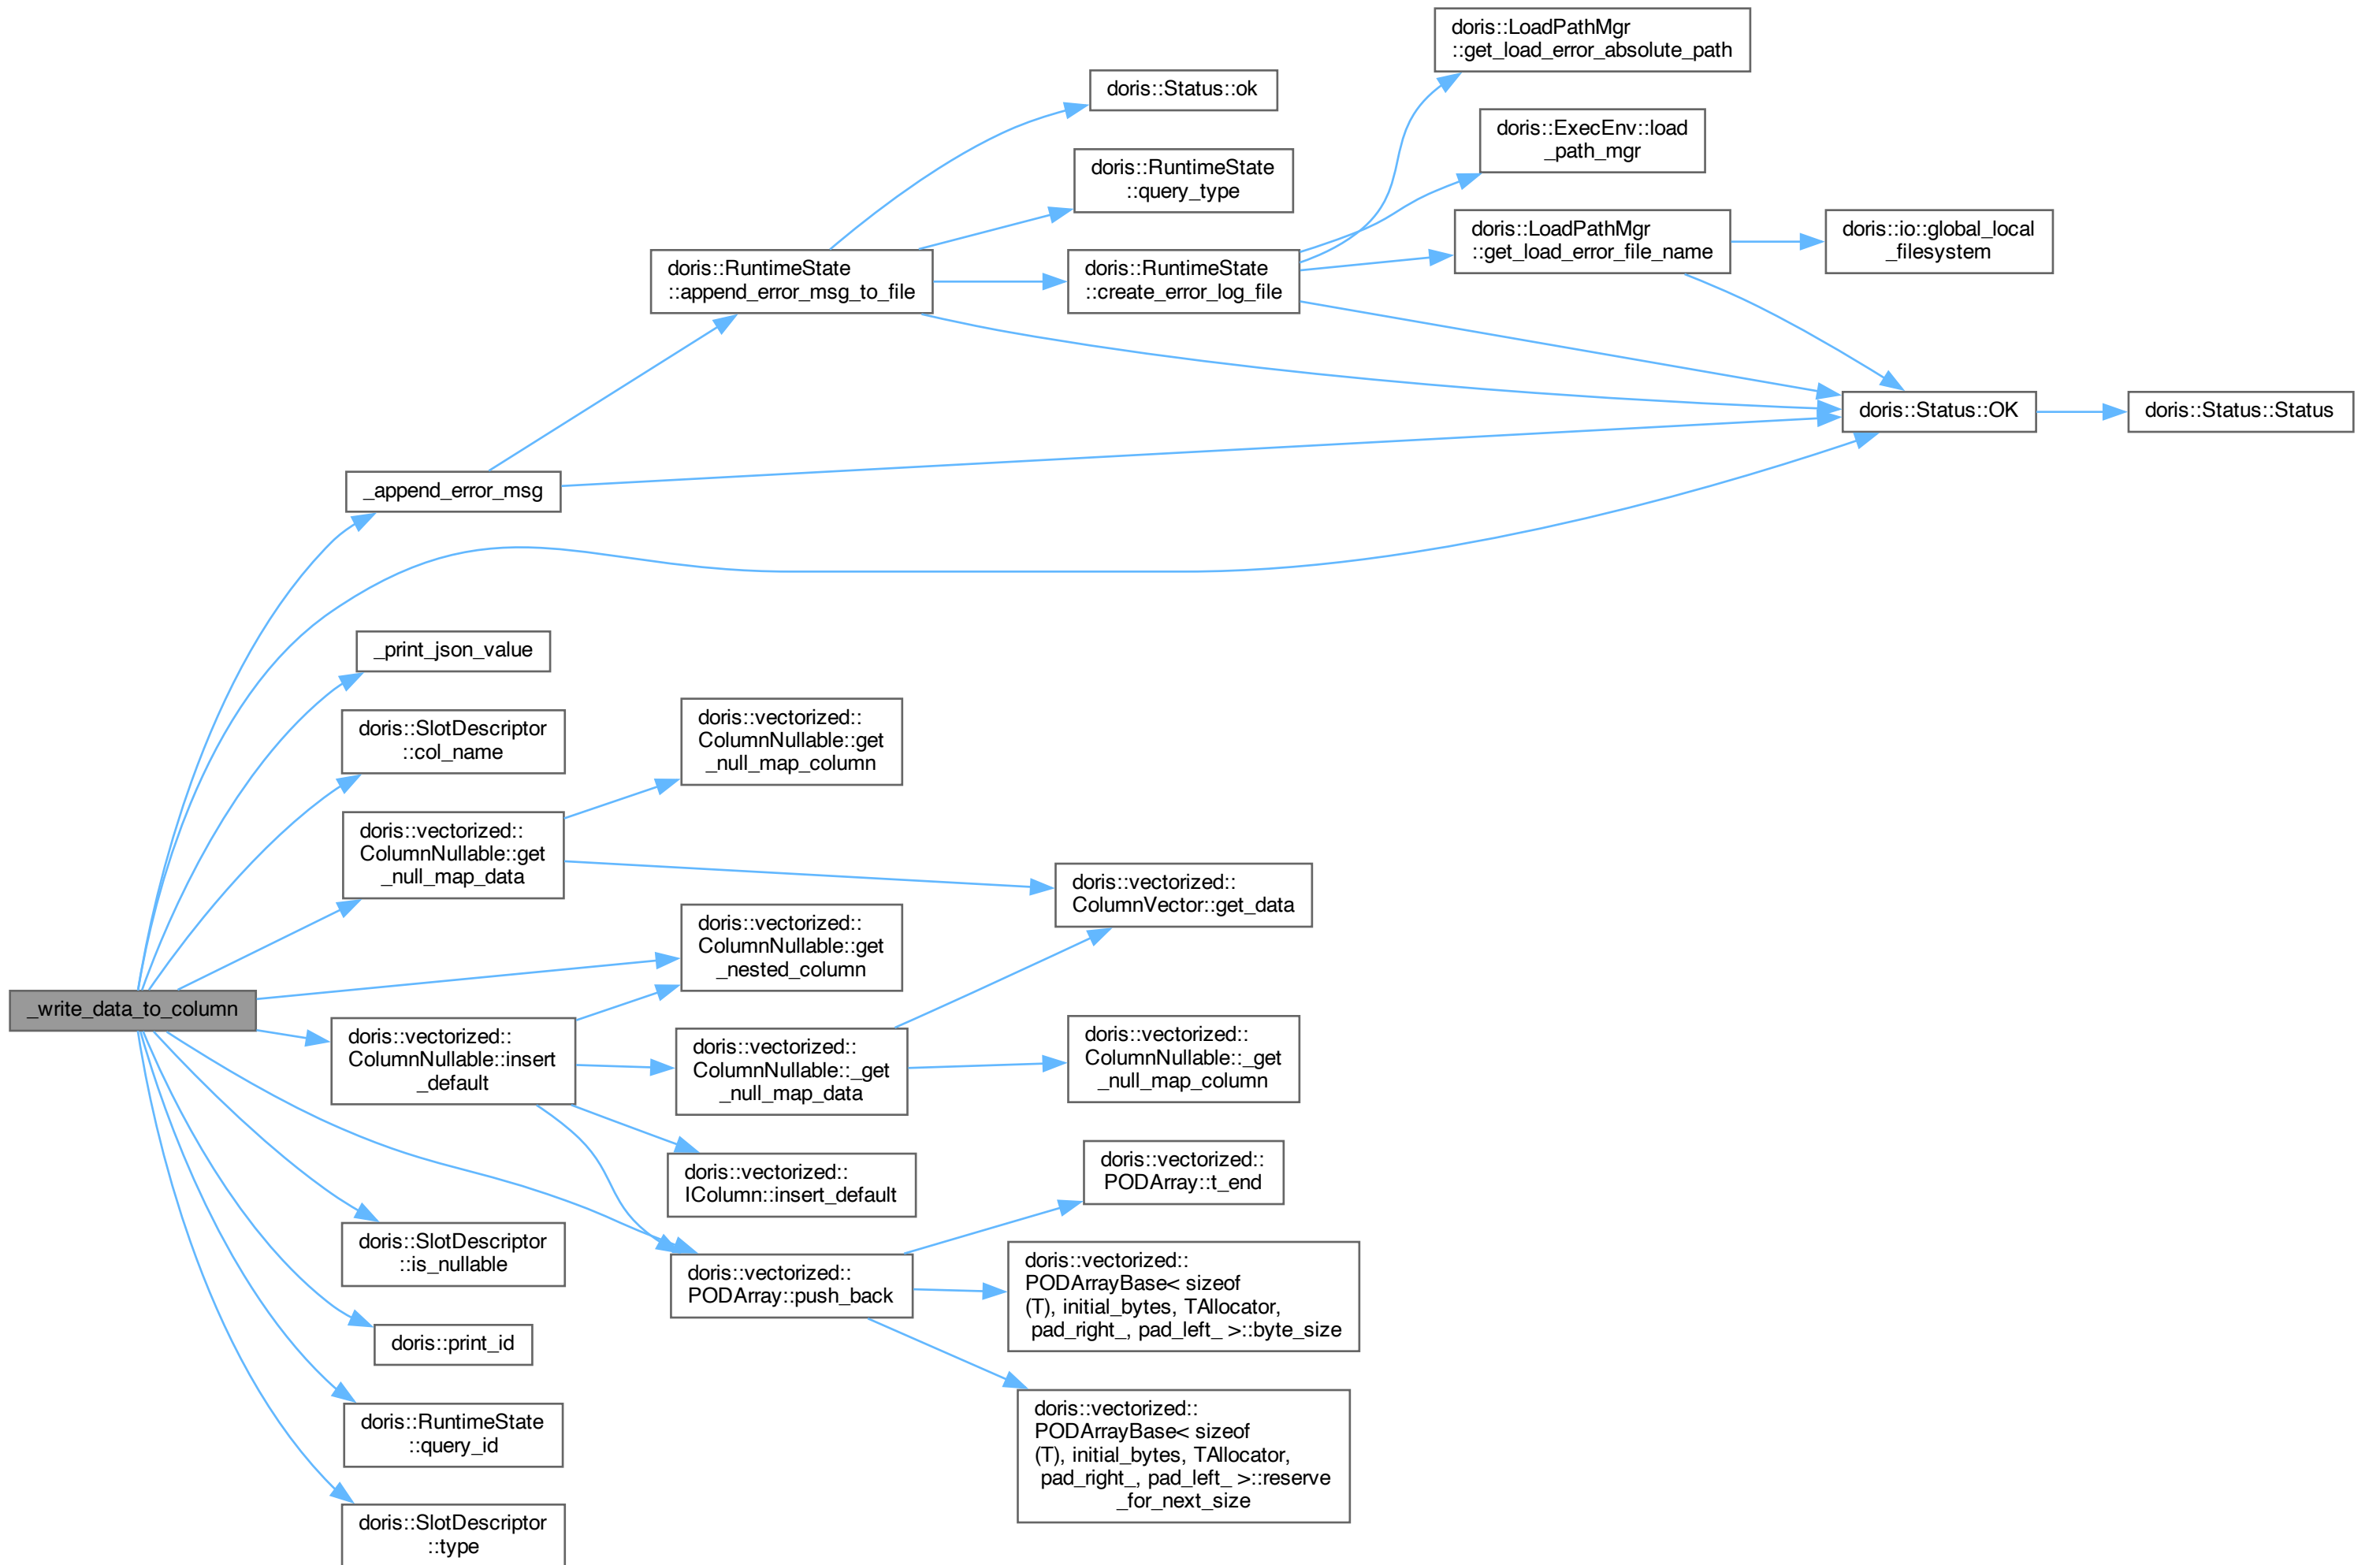 doris::LoadPathMgr
::get_load_error_absolute_path
doris::Status::ok
doris::ExecEnv::load
_path_mgr
doris::RuntimeState
::query_type
doris::LoadPathMgr
::get_load_error_file_name
doris::io::global_local
_filesystem
doris::RuntimeState
::append_error_msg_to_file
doris::RuntimeState
::create_error_log_file
doris::Status::OK
doris::Status::Status
_append_error_msg
_print_json_value
doris::SlotDescriptor
::col_name
doris::vectorized::
ColumnNullable::get
_null_map_column
doris::vectorized::
ColumnNullable::get
_null_map_data
doris::vectorized::
ColumnVector::get_data
doris::vectorized::
ColumnNullable::get
_nested_column
_write_data_to_column
doris::vectorized::
ColumnNullable::insert
_default
doris::vectorized::
ColumnNullable::_get
_null_map_data
doris::vectorized::
ColumnNullable::_get
_null_map_column
doris::vectorized::
IColumn::insert_default
doris::vectorized::
PODArray::t_end
doris::SlotDescriptor
::is_nullable
doris::vectorized::
PODArray::push_back
doris::vectorized::
PODArrayBase< sizeof
(T), initial_bytes, TAllocator,
pad_right_, pad_left_ >::byte_size
doris::print_id
doris::RuntimeState
::query_id
doris::vectorized::
PODArrayBase< sizeof
(T), initial_bytes, TAllocator,
pad_right_, pad_left_ >::reserve
_for_next_size
doris::SlotDescriptor
::type